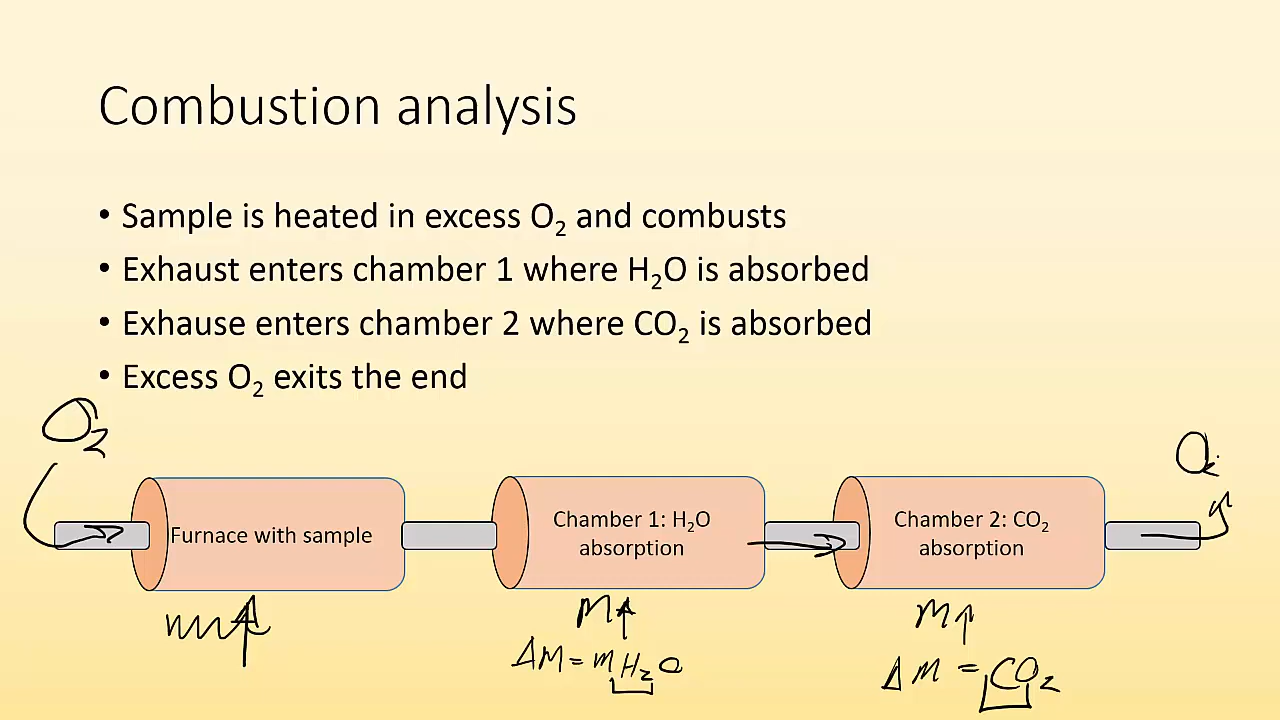 Combustion analysis
• Sample is heated in excess O₂ and combusts
• Exhaust enters chamber 1 where H₂O is absorbed
• Exhause enters chamber 2 where CO₂ is absorbed
• Excess O₂ exits the end
O₂
O₂
Furnace with sample
Chamber 1: H₂O
absorption
Chamber 2: CO₂
absorption
M↑
M↑
ΔM = mH₂O
ΔM = CO₂